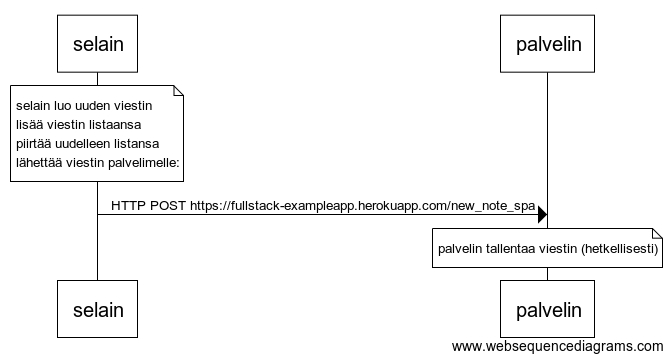 selain
palvelin
selain luo uuden viestin
lisää viestin listaansa
piirtää uudelleen listansa
lähettää viestin palvelimelle:
HTTP POST https://fullstack-exampleapp.herokuapp.com/new_note_spa
palvelin tallentaa viestin (hetkellisesti)
selain
palvelin
www.websequencediagrams.com